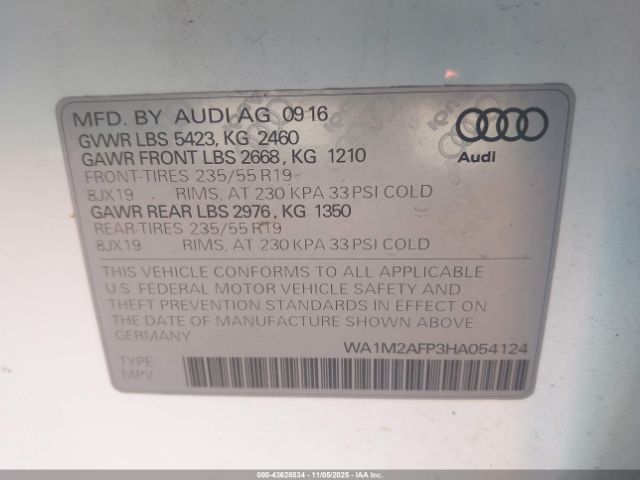 MFD. BY AUDI AG 09 16
GVWR LBS 5423, KG 2460
GAWR FRONT LBS 2668, KG 1210
FRONT-TIRES 235/55 R19
8JX19 RIMS, AT 230 KPA 33 PSI COLD
GAWR REAR LBS 2976, KG 1350
REAR-TIRES 235/55 R19
8JX19 RIMS, AT 230 KPA 33 PSI COLD
Audi
THIS VEHICLE CONFORMS TO ALL APPLICABLE
U.S. FEDERAL MOTOR VEHICLE SAFETY AND
THEFT PREVENTION STANDARDS IN EFFECT ON
THE DATE OF MANUFACTURE SHOWN ABOVE.
GERMANY
WA1M2AFP3HA054124
TYPE:
MPV
000-43628534 - 11/05/2025 - IAAI.com